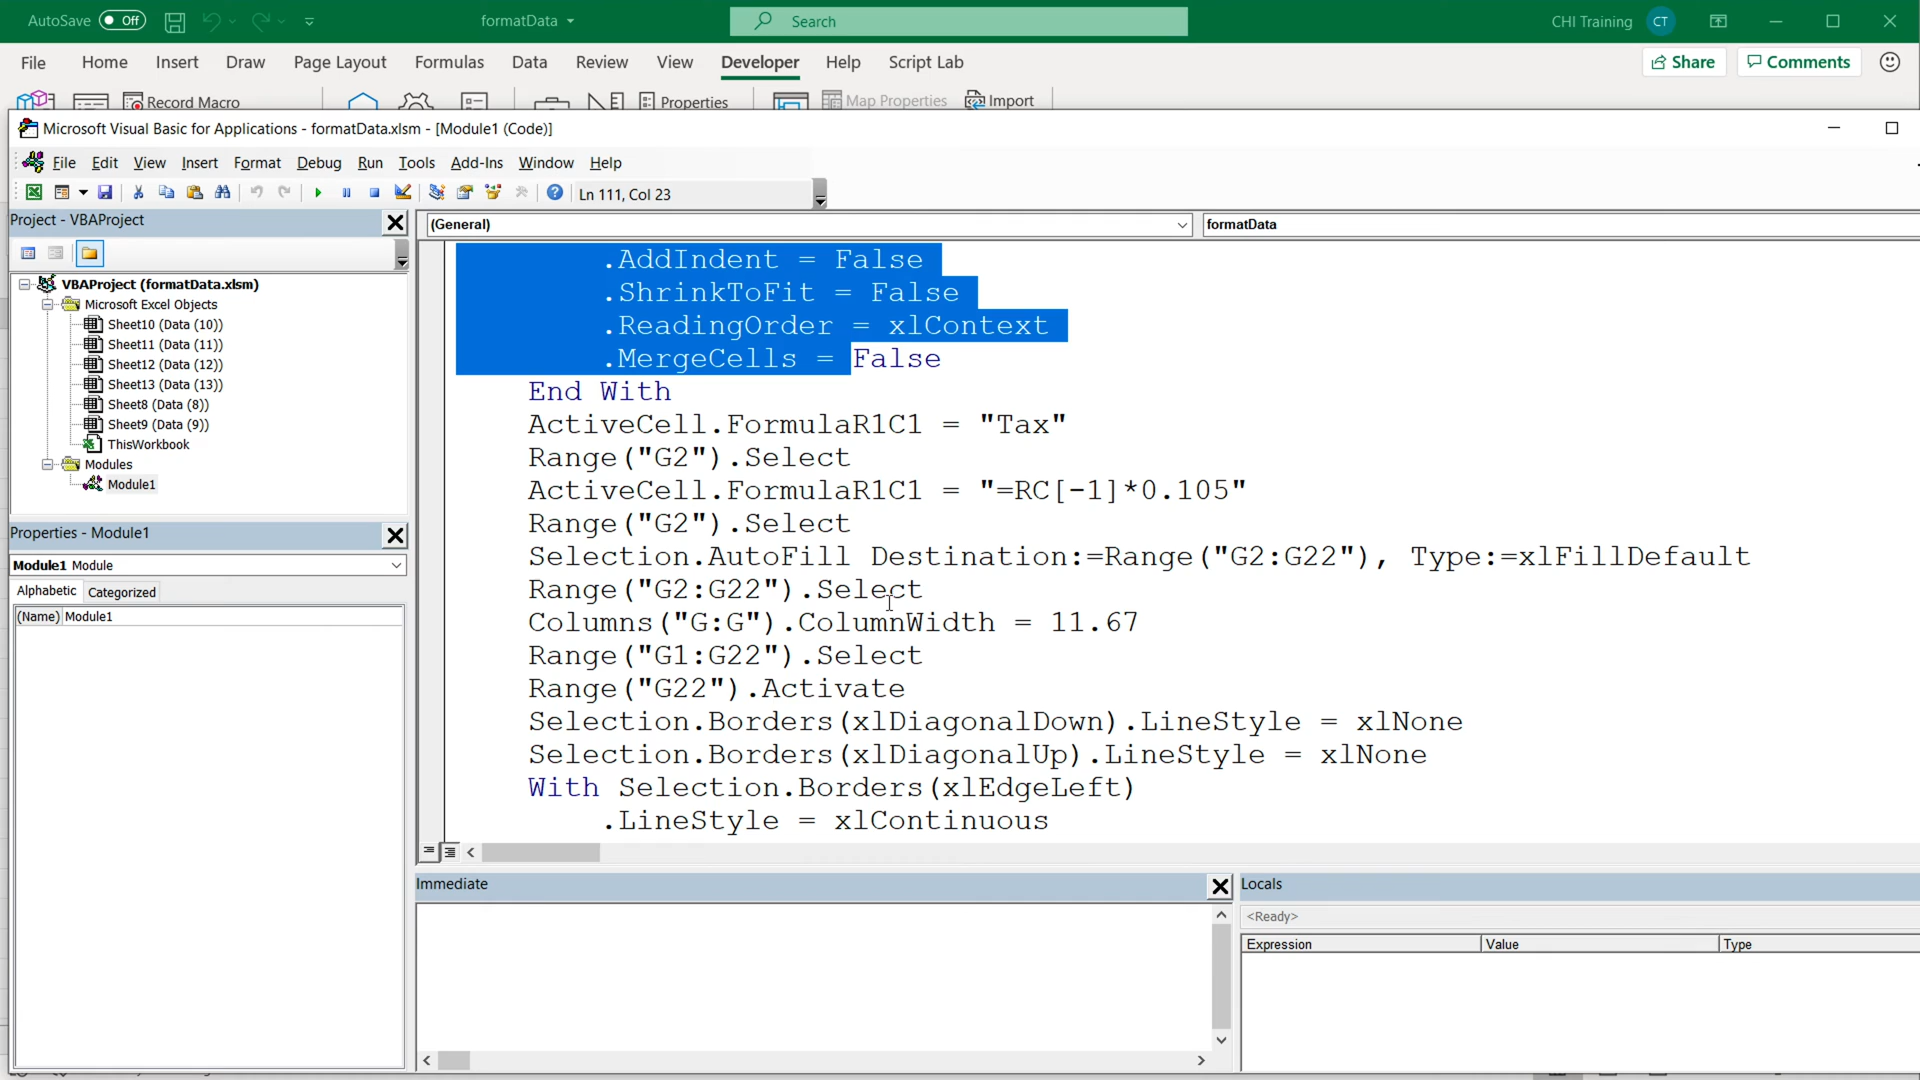 AutoSave Off formatData Search CHI Training CT
File Home Insert Draw Page Layout Formulas Data Review View Developer Help Script Lab Share Comments
Record Macro Properties Map Properties Import
Microsoft Visual Basic for Applications - formatData.xlsm - [Module1 (Code)]
File Edit View Insert Format Debug Run Tools Add-Ins Window Help
Ln 111, Col 23
Project - VBAProject
(General) formatData
VBAProject (formatData.xlsm)
Microsoft Excel Objects
Sheet10 (Data (10))
Sheet11 (Data (11))
Sheet12 (Data (12))
Sheet13 (Data (13))
Sheet8 (Data (8))
Sheet9 (Data (9))
ThisWorkbook
Modules
Module1
Properties - Module1
Module1 Module
Alphabetic Categorized
(Name) Module1
.AddIndent = False
.ShrinkToFit = False
.ReadingOrder = xlContext
.MergeCells = False
End With
ActiveCell.FormulaR1C1 = "Tax"
Range("G2").Select
ActiveCell.FormulaR1C1 = "=RC[-1]*0.105"
Range("G2").Select
Selection.AutoFill Destination:=Range("G2:G22"), Type:=xlFillDefault
Range("G2:G22").Select
Columns("G:G").ColumnWidth = 11.67
Range("G1:G22").Select
Range("G22").Activate
Selection.Borders(xlDiagonalDown).LineStyle = xlNone
Selection.Borders(xlDiagonalUp).LineStyle = xlNone
With Selection.Borders(xlEdgeLeft)
.LineStyle = xlContinuous
Immediate
Locals
<Ready>
Expression Value Type